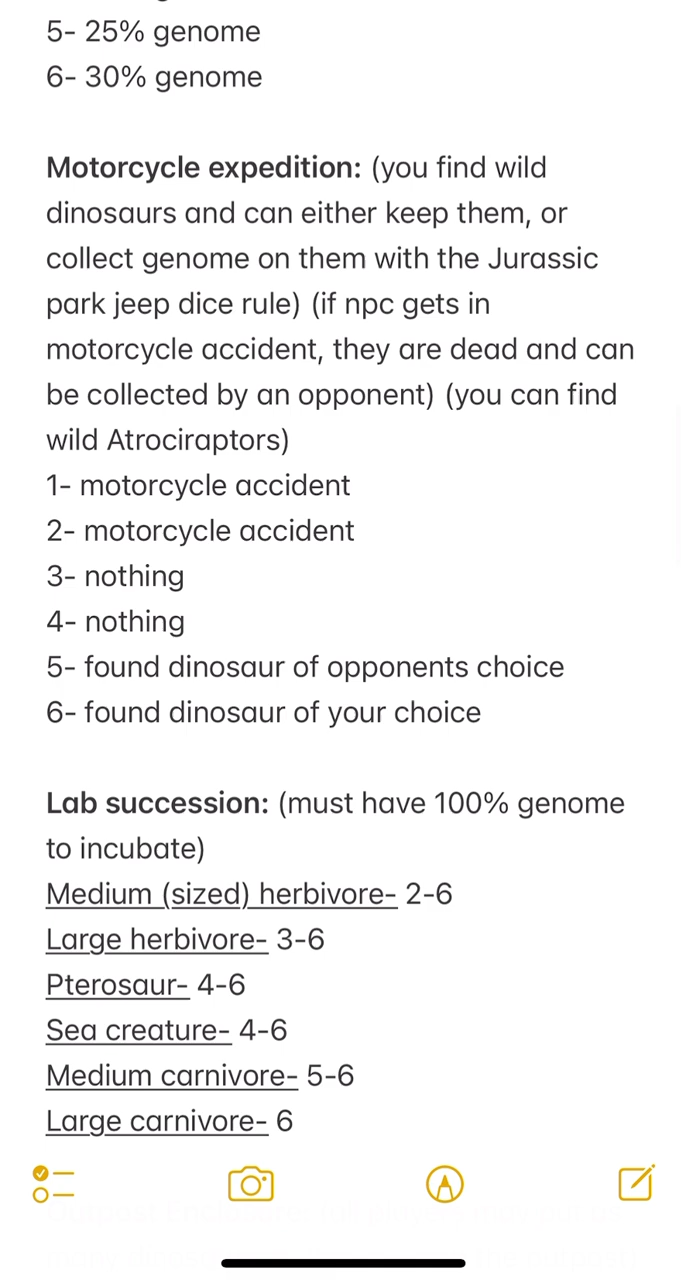 5- 25% genome
6- 30% genome
Motorcycle expedition: (you find wild
dinosaurs and can either keep them, or
collect genome on them with the Jurassic
park jeep dice rule) (if npc gets in
motorcycle accident, they are dead and can
be collected by an opponent) (you can find
wild Atrociraptors)
1- motorcycle accident
2- motorcycle accident
3- nothing
4- nothing
5- found dinosaur of opponents choice
6- found dinosaur of your choice
Lab succession: (must have 100% genome
to incubate)
Medium (sized) herbivore- 2-6
Large herbivore- 3-6
Pterosaur- 4-6
Sea creature- 4-6
Medium carnivore- 5-6
Large carnivore- 6